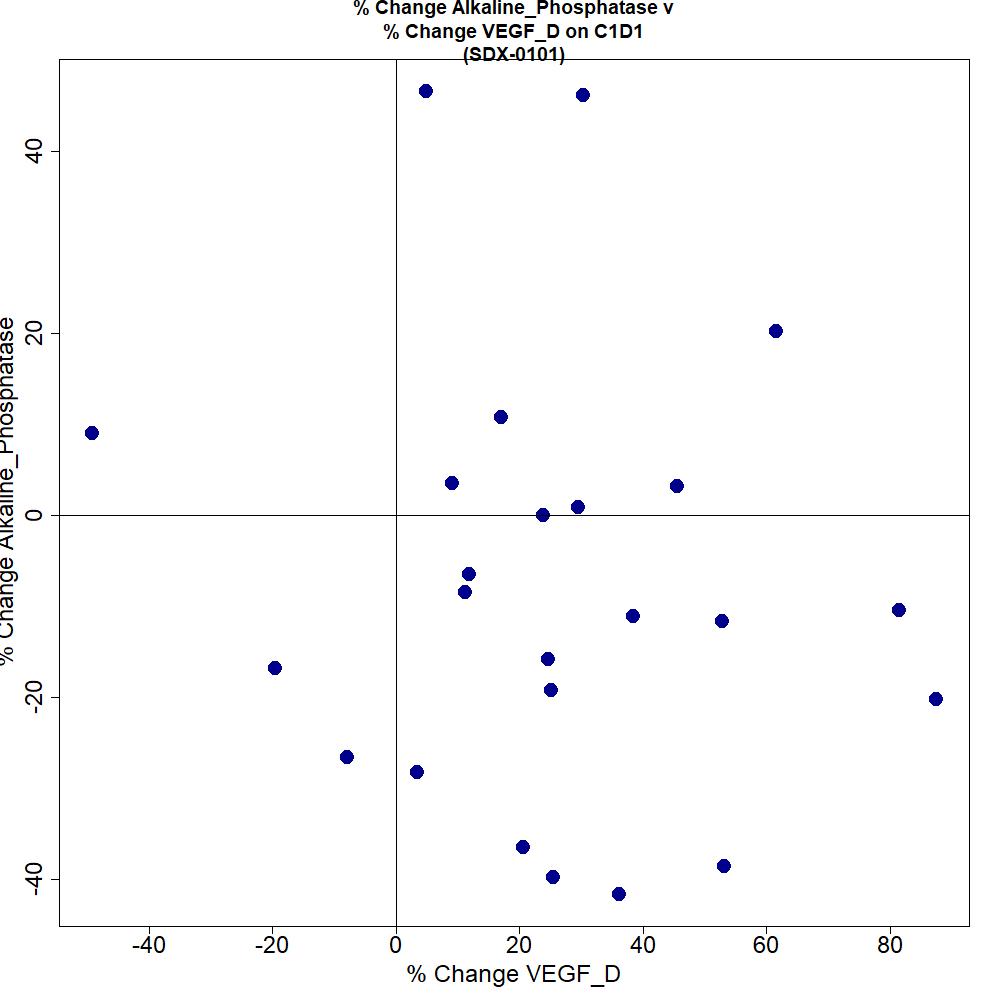 % Change Alkaline_Phosphatase v
% Change VEGF_D on C1D1
(SDX-0101)
% Change Alkaline_Phosphatase
40
20
0
-20
-40
-40
-20
0
20
40
60
80
% Change VEGF_D